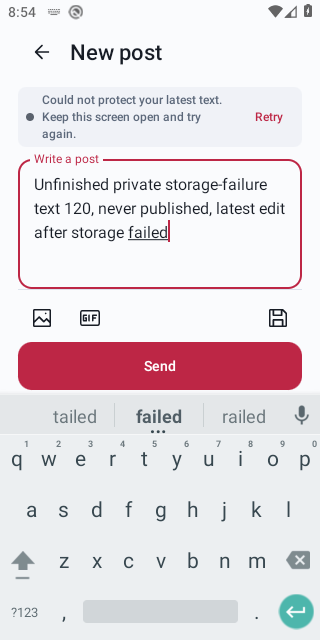 8:54
New post
Could not protect your latest text.
Keep this screen open and try
again.
Retry
Write a post
Unfinished private storage-failure
text 120, never published, latest edit
after storage failed
GIF
Send
tailed failed railed
1 2 3 4 5 6 7 8 9 0
q w e r t y u i o p
a s d f g h j k l
z x c v b n m
?123 , .